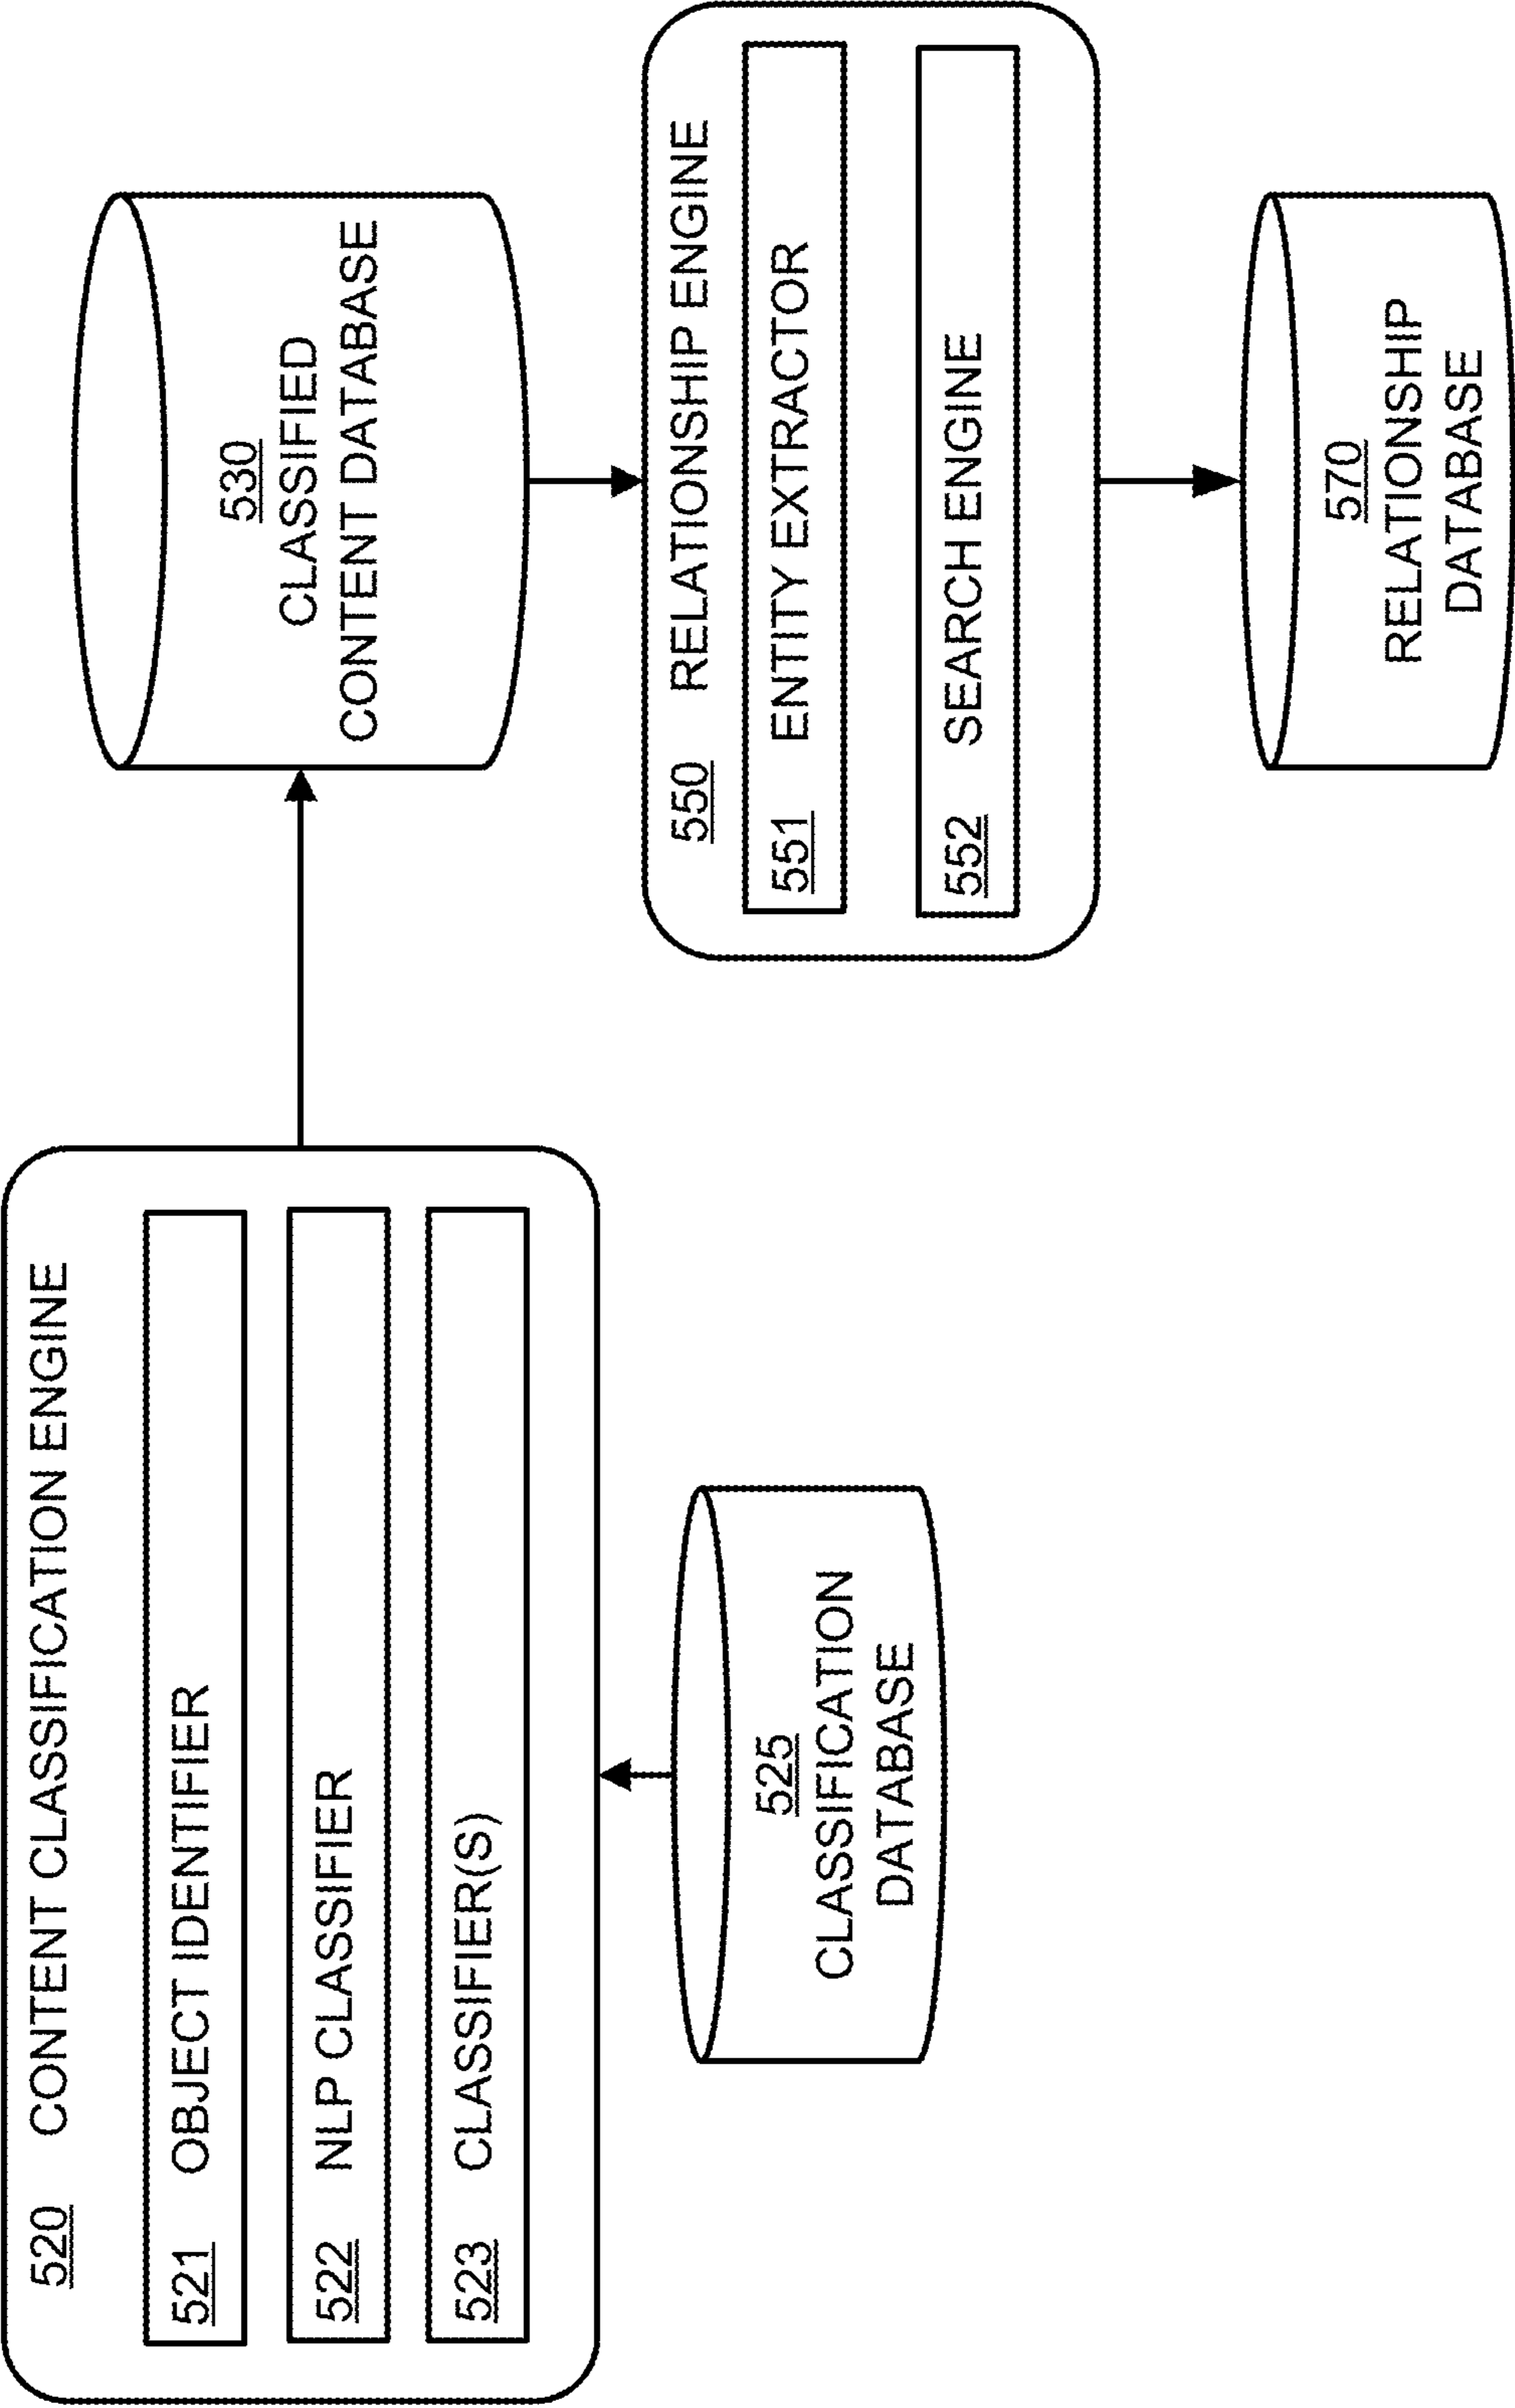 520 CONTENT CLASSIFICATION ENGINE
521 OBJECT IDENTIFIER
522 NLP CLASSIFIER
523 CLASSIFIER(S)
525
CLASSIFICATION
DATABASE
530
CLASSIFIED
CONTENT DATABASE
550 RELATIONSHIP ENGINE
551 ENTITY EXTRACTOR
552 SEARCH ENGINE
570
RELATIONSHIP
DATABASE